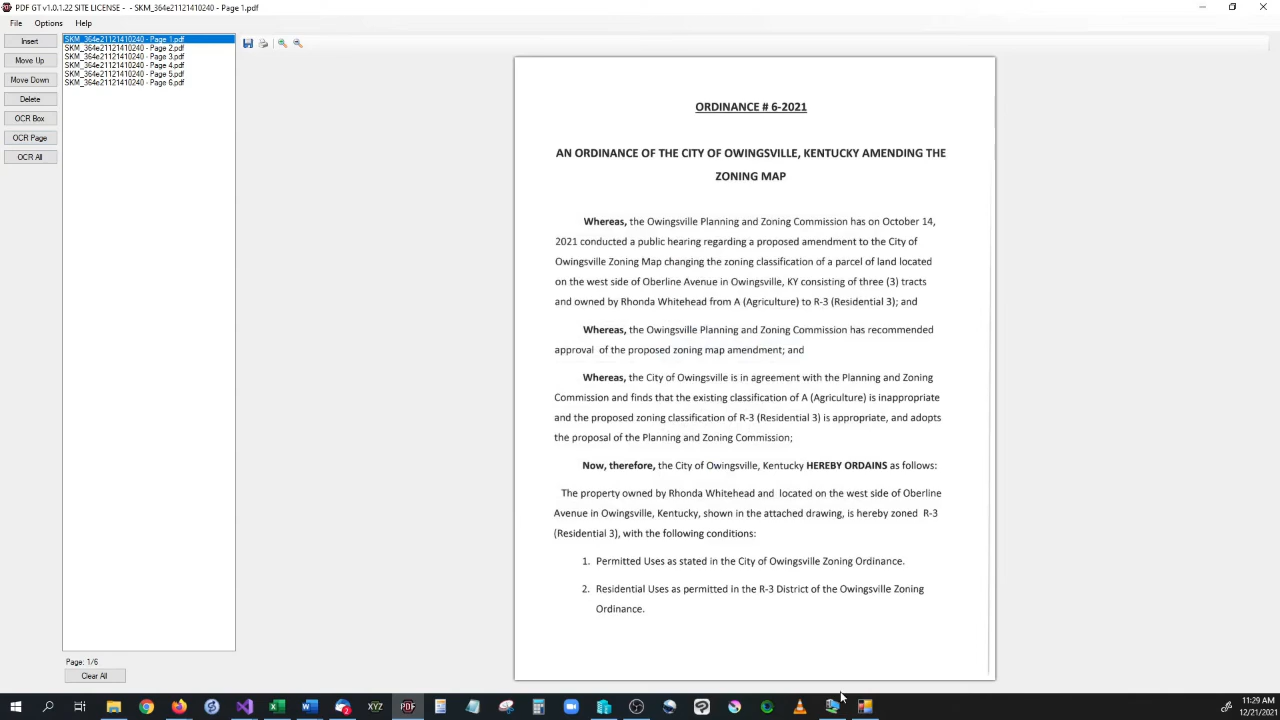 PDF GT v1.0.1.22 SITE LICENSE - - SKM_364e21121410240 - Page 1.pdf
File Options Help
Insert
Move Up
Move Down
Delete
OCR Box
OCR Page
OCR All
SKM_364e21121410240 - Page 1.pdf
SKM_364e21121410240 - Page 2.pdf
SKM_364e21121410240 - Page 3.pdf
SKM_364e21121410240 - Page 4.pdf
SKM_364e21121410240 - Page 5.pdf
SKM_364e21121410240 - Page 6.pdf
Page: 1/6
Clear All
ORDINANCE # 6-2021
AN ORDINANCE OF THE CITY OF OWINGSVILLE, KENTUCKY AMENDING THE
ZONING MAP
Whereas, the Owingsville Planning and Zoning Commission has on October 14,
2021 conducted a public hearing regarding a proposed amendment to the City of
Owingsville Zoning Map changing the zoning classification of a parcel of land located
on the west side of Oberline Avenue in Owingsville, KY consisting of three (3) tracts
and owned by Rhonda Whitehead from A (Agriculture) to R-3 (Residential 3); and
Whereas, the Owingsville Planning and Zoning Commission has recommended
approval of the proposed zoning map amendment; and
Whereas, the City of Owingsville is in agreement with the Planning and Zoning
Commission and finds that the existing classification of A (Agriculture) is inappropriate
and the proposed zoning classification of R-3 (Residential 3) is appropriate, and adopts
the proposal of the Planning and Zoning Commission;
Now, therefore, the City of Owingsville, Kentucky HEREBY ORDAINS as follows:
The property owned by Rhonda Whitehead and located on the west side of Oberline
Avenue in Owingsville, Kentucky, shown in the attached drawing, is hereby zoned R-3
(Residential 3), with the following conditions:
1. Permitted Uses as stated in the City of Owingsville Zoning Ordinance.
2. Residential Uses as permitted in the R-3 District of the Owingsville Zoning
Ordinance.
XYZ
PDF
11:29 AM
12/21/2021